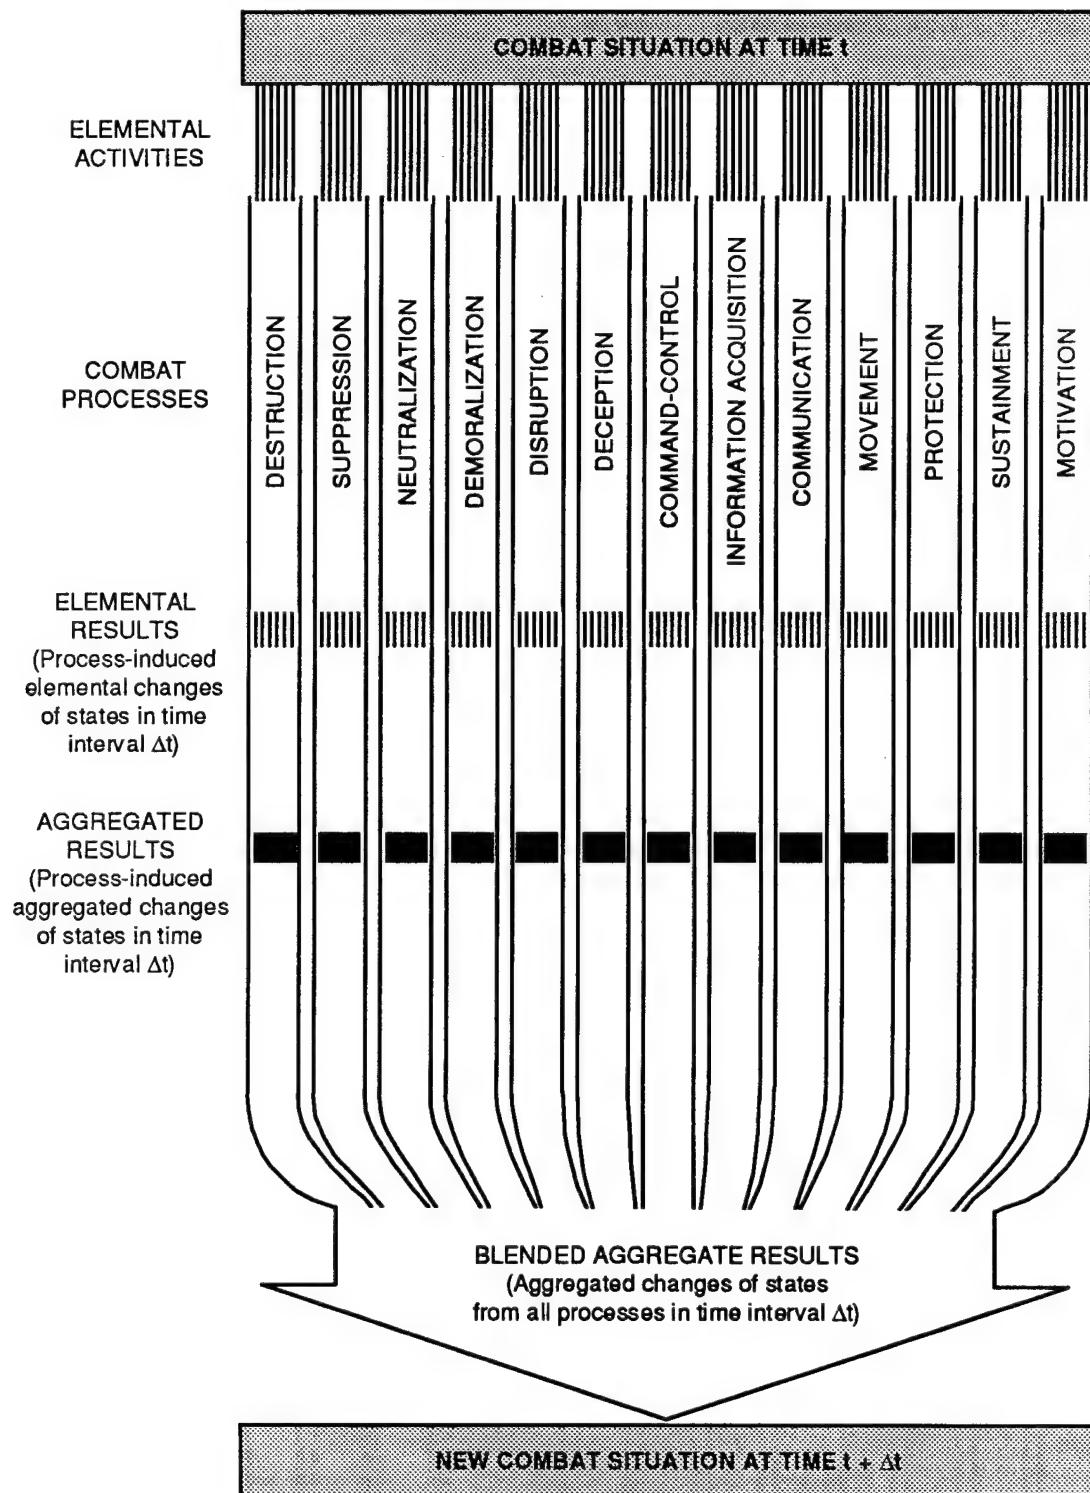 COMBAT SITUATION AT TIME t
ELEMENTAL
ACTIVITIES
COMBAT
PROCESSES
DESTRUCTION
SUPPRESSION
NEUTRALIZATION
DEMORALIZATION
DISRUPTION
DECEPTION
COMMAND-CONTROL
INFORMATION ACQUISITION
COMMUNICATION
MOVEMENT
PROTECTION
SUSTAINMENT
MOTIVATION
ELEMENTAL
RESULTS
(Process-induced
elemental changes
of states in time
interval Δt)
AGGREGATED
RESULTS
(Process-induced
aggregated changes
of states in time
interval Δt)
BLENDED AGGREGATE RESULTS
(Aggregated changes of states
from all processes in time interval Δt)
NEW COMBAT SITUATION AT TIME t + Δt